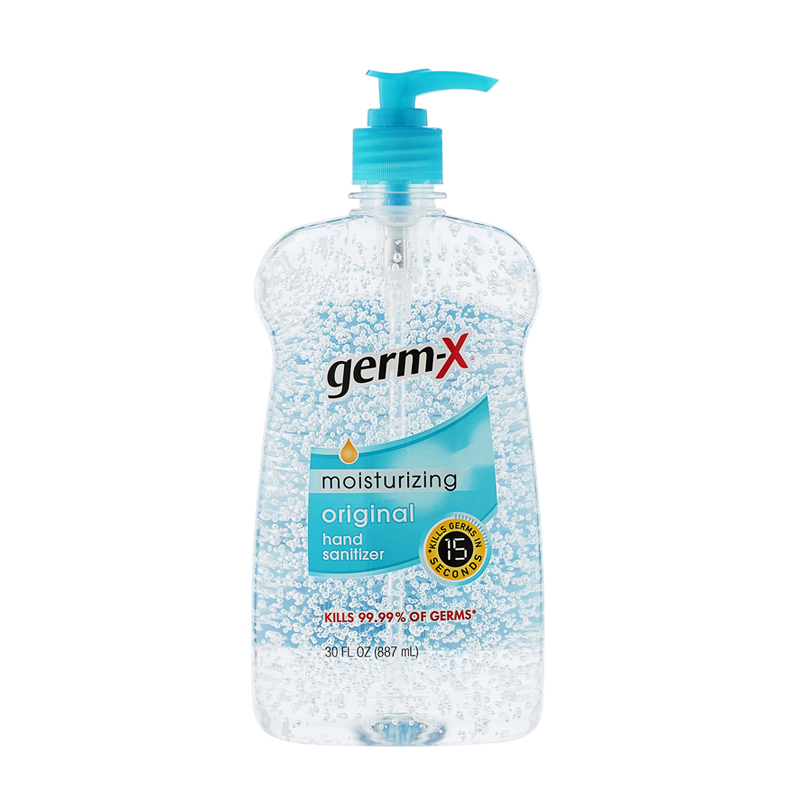 germ-X®
moisturizing
original
hand
sanitizer
*KILLS GERMS IN
15
SECONDS
KILLS 99.99% OF GERMS*
30 FL OZ (887 mL)